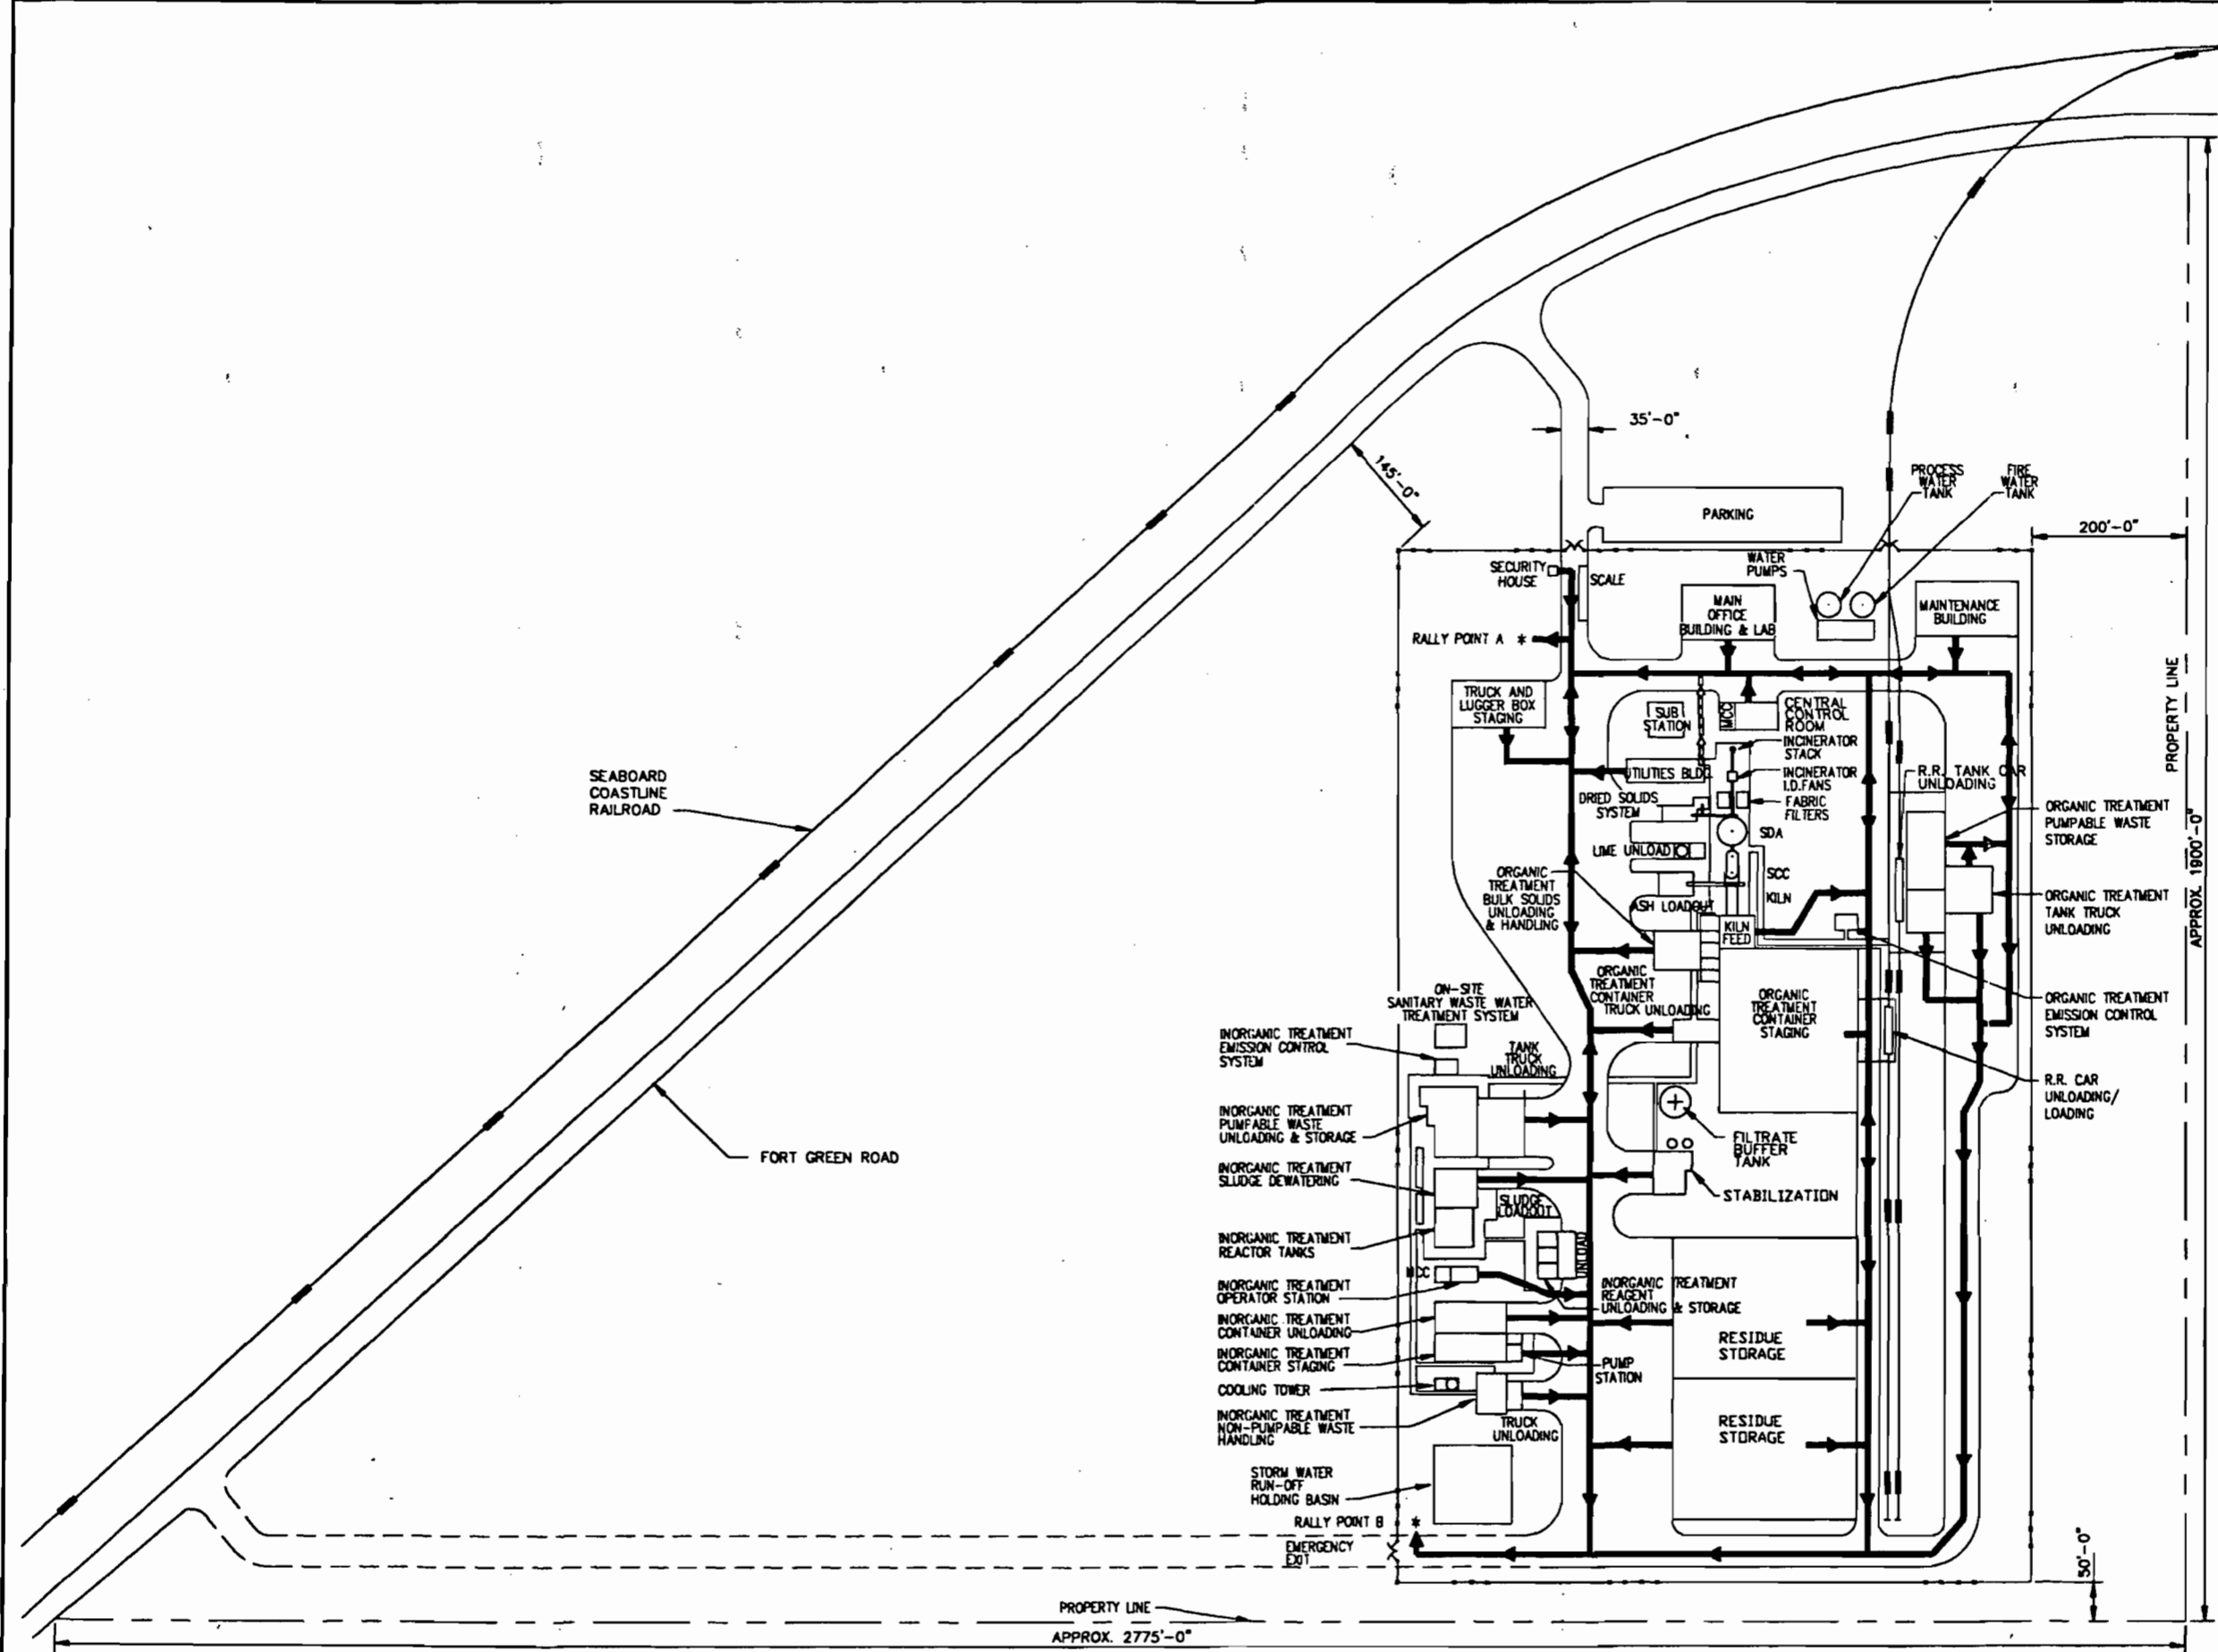 35'-0"
145'-0"
PROCESS
WATER
TANK
FIRE
WATER
TANK
PARKING
200'-0"
WATER
PUMPS
SECURITY
HOUSE
SCALE
MAIN
OFFICE
BUILDING & LAB
MAINTENANCE
BUILDING
RALLY POINT A *
PROPERTY LINE
TRUCK AND
LUGGER BOX
STAGING
SUB
STATION
MCC
CENTRAL
CONTROL
ROOM
INCINERATOR
STACK
SEABOARD
COASTLINE
RAILROAD
UTILITIES BLDG.
INCINERATOR
I.D.FANS
R.R. TANK CAR
UNLOADING
DRIED SOLIDS
SYSTEM
FABRIC
FILTERS
ORGANIC TREATMENT
PUMPABLE WASTE
STORAGE
APPROX. 1900'-0"
SDA
LIME UNLOAD
ORGANIC
TREATMENT
BULK SOLIDS
UNLOADING
& HANDLING
SCC
KILN
ASH LOADOUT
ORGANIC TREATMENT
TANK TRUCK
UNLOADING
KILN
FEED
ORGANIC
TREATMENT
CONTAINER
TRUCK UNLOADING
ON-SITE
SANITARY WASTE WATER
TREATMENT SYSTEM
ORGANIC
TREATMENT
CONTAINER
STAGING
ORGANIC TREATMENT
EMISSION CONTROL
SYSTEM
INORGANIC TREATMENT
EMISSION CONTROL
SYSTEM
TANK
TRUCK
UNLOADING
R.R. CAR
UNLOADING/
LOADING
INORGANIC TREATMENT
PUMPABLE WASTE
UNLOADING & STORAGE
FORT GREEN ROAD
FILTRATE
BUFFER
TANK
INORGANIC TREATMENT
SLUDGE DEWATERING
STABILIZATION
SLUDGE
LOADOUT
INORGANIC TREATMENT
REACTOR TANKS
UNLOAD
MCC
INORGANIC TREATMENT
OPERATOR STATION
INORGANIC TREATMENT
REAGENT
UNLOADING & STORAGE
INORGANIC TREATMENT
CONTAINER UNLOADING
RESIDUE
STORAGE
INORGANIC TREATMENT
CONTAINER STAGING
PUMP
STATION
COOLING TOWER
INORGANIC TREATMENT
NON-PUMPABLE WASTE
HANDLING
TRUCK
UNLOADING
RESIDUE
STORAGE
STORM WATER
RUN-OFF
HOLDING BASIN
RALLY POINT B *
EMERGENCY
EXIT
50'-0"
PROPERTY LINE
APPROX. 2775'-0"